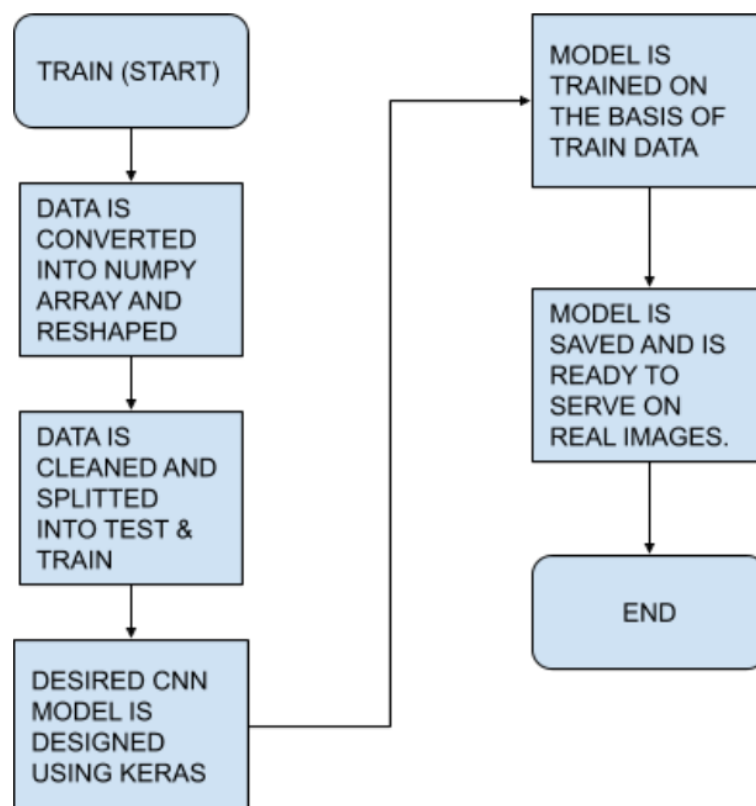 TRAIN (START)
DATA IS
CONVERTED
INTO NUMPY
ARRAY AND
RESHAPED
DATA IS
CLEANED AND
SPLITTED
INTO TEST &
TRAIN
DESIRED CNN
MODEL IS
DESIGNED
USING KERAS
MODEL IS
TRAINED ON
THE BASIS OF
TRAIN DATA
MODEL IS
SAVED AND IS
READY TO
SERVE ON
REAL IMAGES.
END